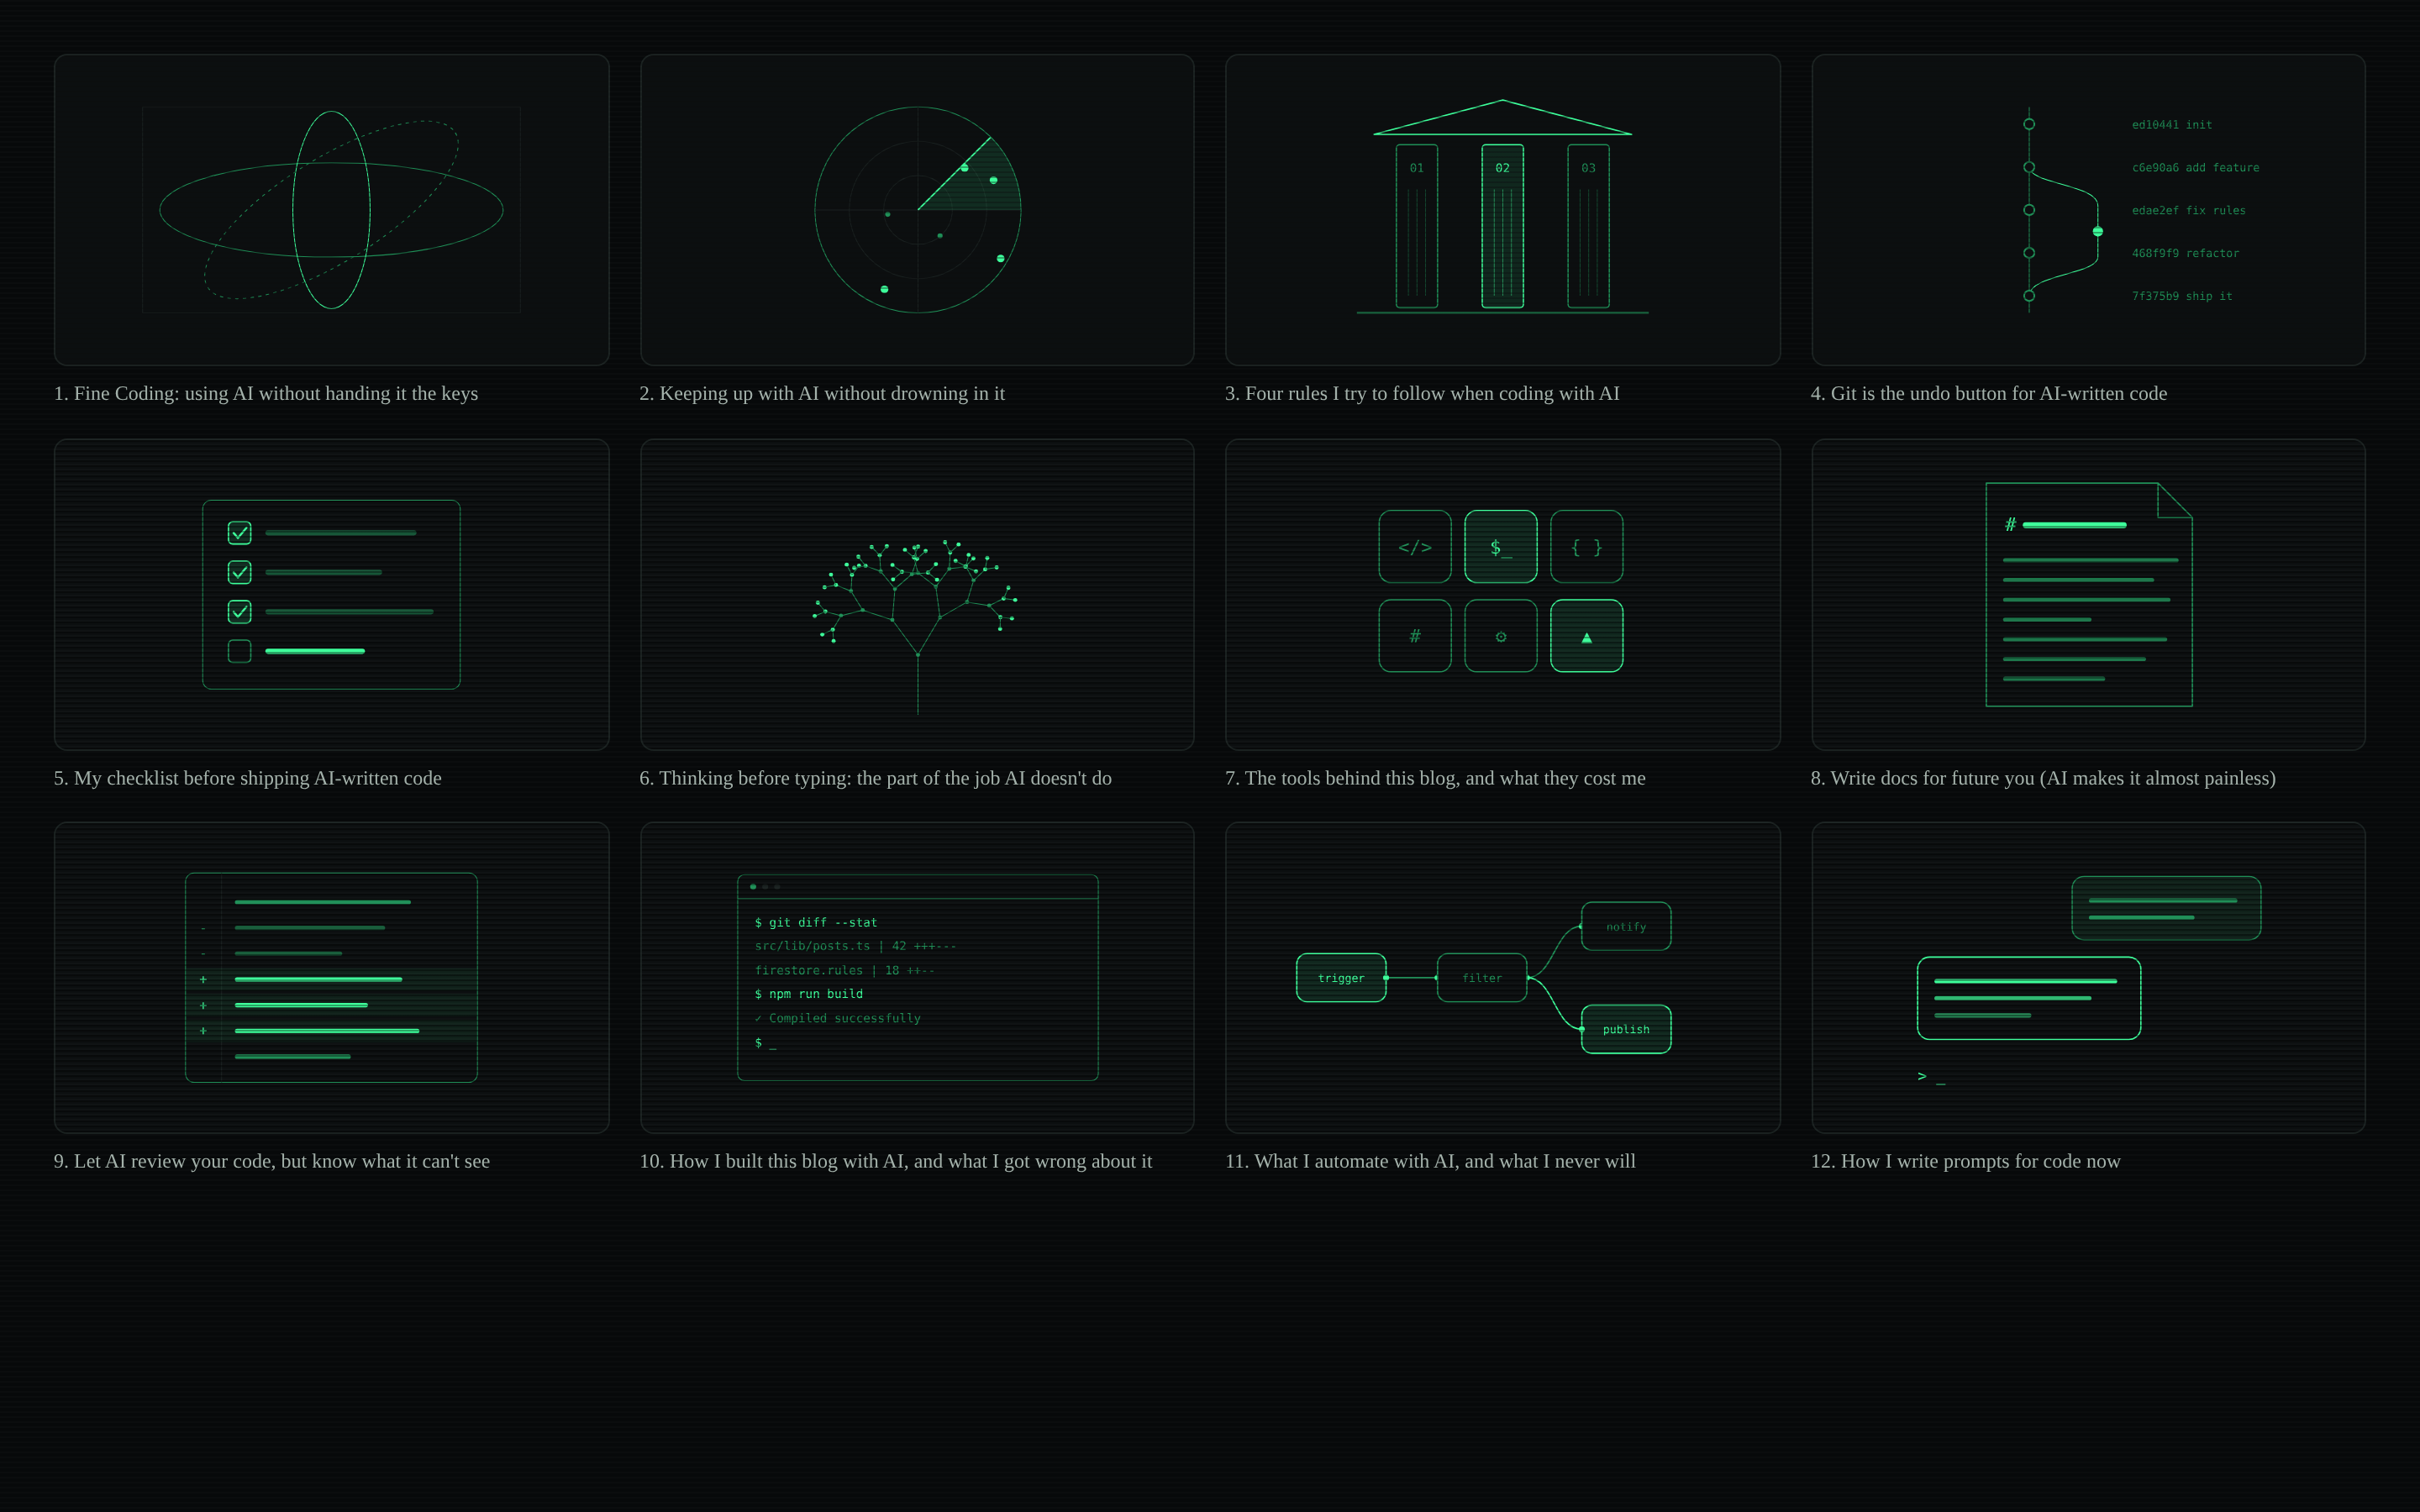 01
02
03
ed10441 init
c6e90a6 add feature
edae2ef fix rules
468f9f9 refactor
7f375b9 ship it
1. Fine Coding: using AI without handing it the keys
2. Keeping up with AI without drowning in it
3. Four rules I try to follow when coding with AI
4. Git is the undo button for AI-written code
</>
$_
{ }
#
#
5. My checklist before shipping AI-written code
6. Thinking before typing: the part of the job AI doesn't do
7. The tools behind this blog, and what they cost me
8. Write docs for future you (AI makes it almost painless)
-
-
+
+
+
$ git diff --stat
src/lib/posts.ts | 42 +++---
firestore.rules | 18 ++--
$ npm run build
✓ Compiled successfully
$ _
trigger
filter
notify
publish
> _
9. Let AI review your code, but know what it can't see
10. How I built this blog with AI, and what I got wrong about it
11. What I automate with AI, and what I never will
12. How I write prompts for code now